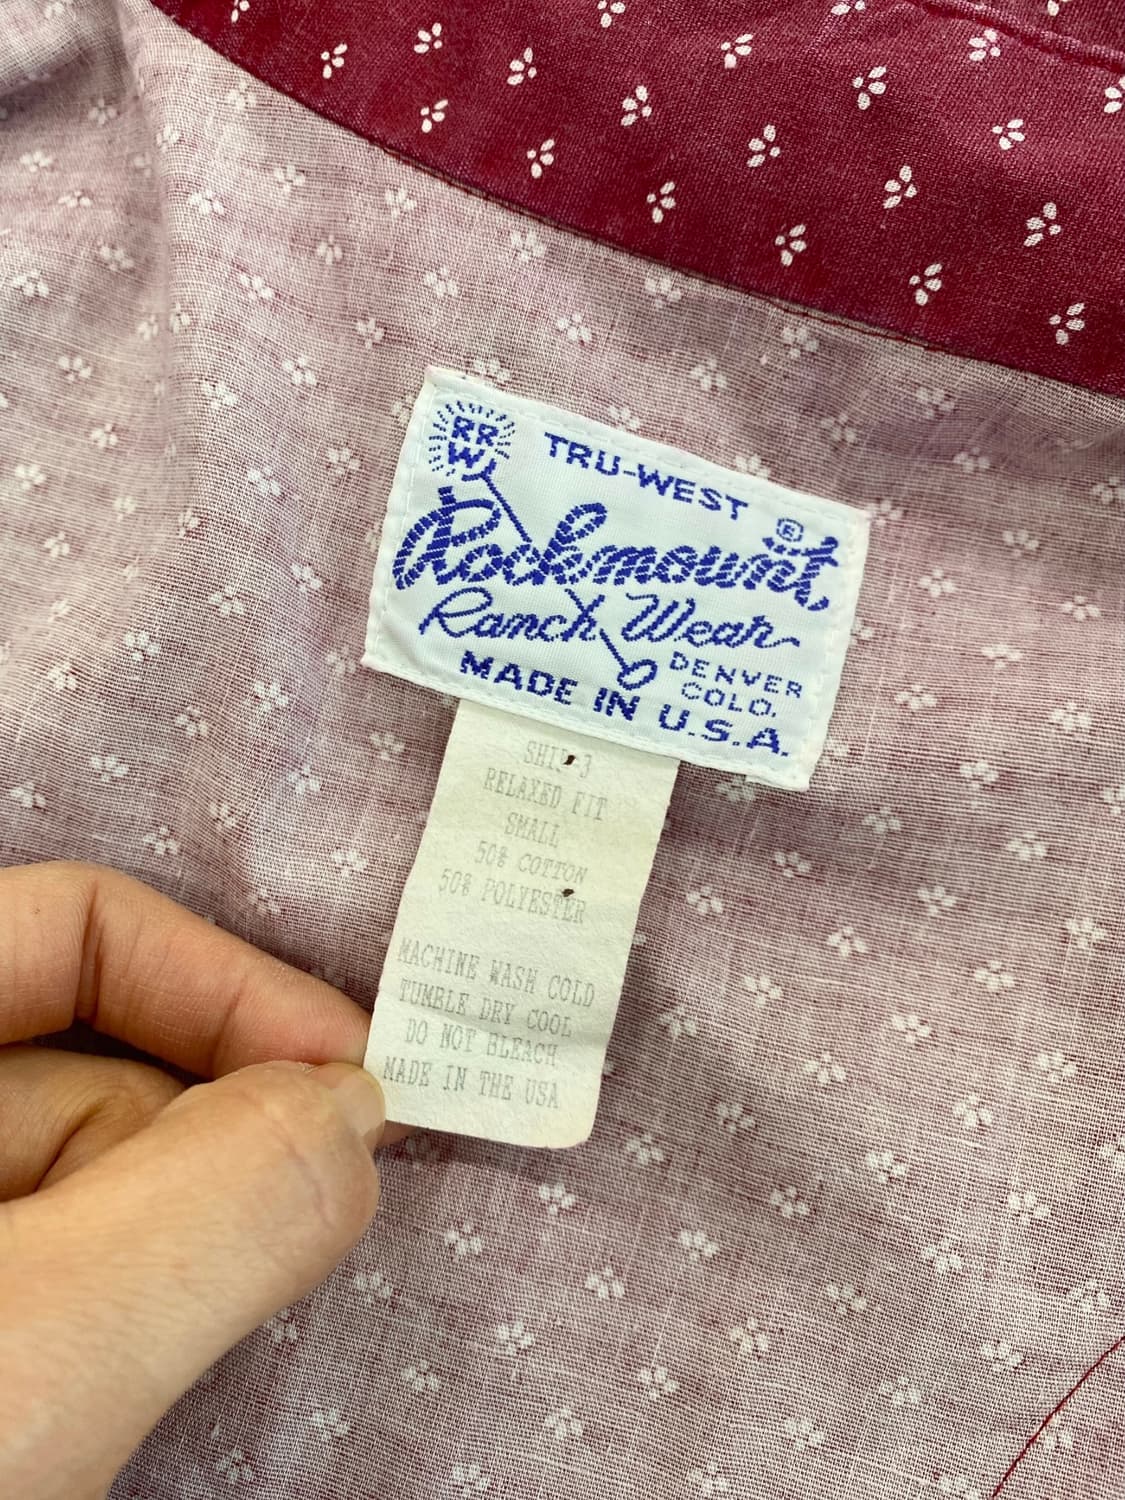 RR
W
TRU-WEST
Rockmount ®
Ranch Wear
DENVER
COLO.
MADE IN U.S.A.
RELAXED FIT
SMALL
50% COTTON
50% POLYESTER
MACHINE WASH COLD
TUMBLE DRY COOL
DO NOT BLEACH
MADE IN THE USA